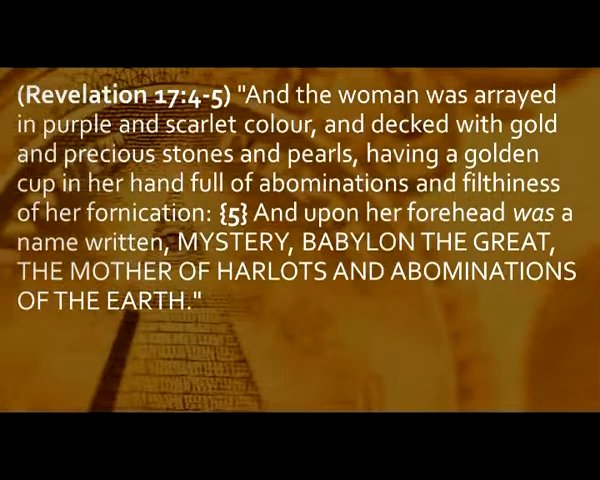 (Revelation 17:4-5) "And the woman was arrayed
in purple and scarlet colour, and decked with gold
and precious stones and pearls, having a golden
cup in her hand full of abominations and filthiness
of her fornication: {5} And upon her forehead was a
name written, MYSTERY, BABYLON THE GREAT,
THE MOTHER OF HARLOTS AND ABOMINATIONS
OF THE EARTH."